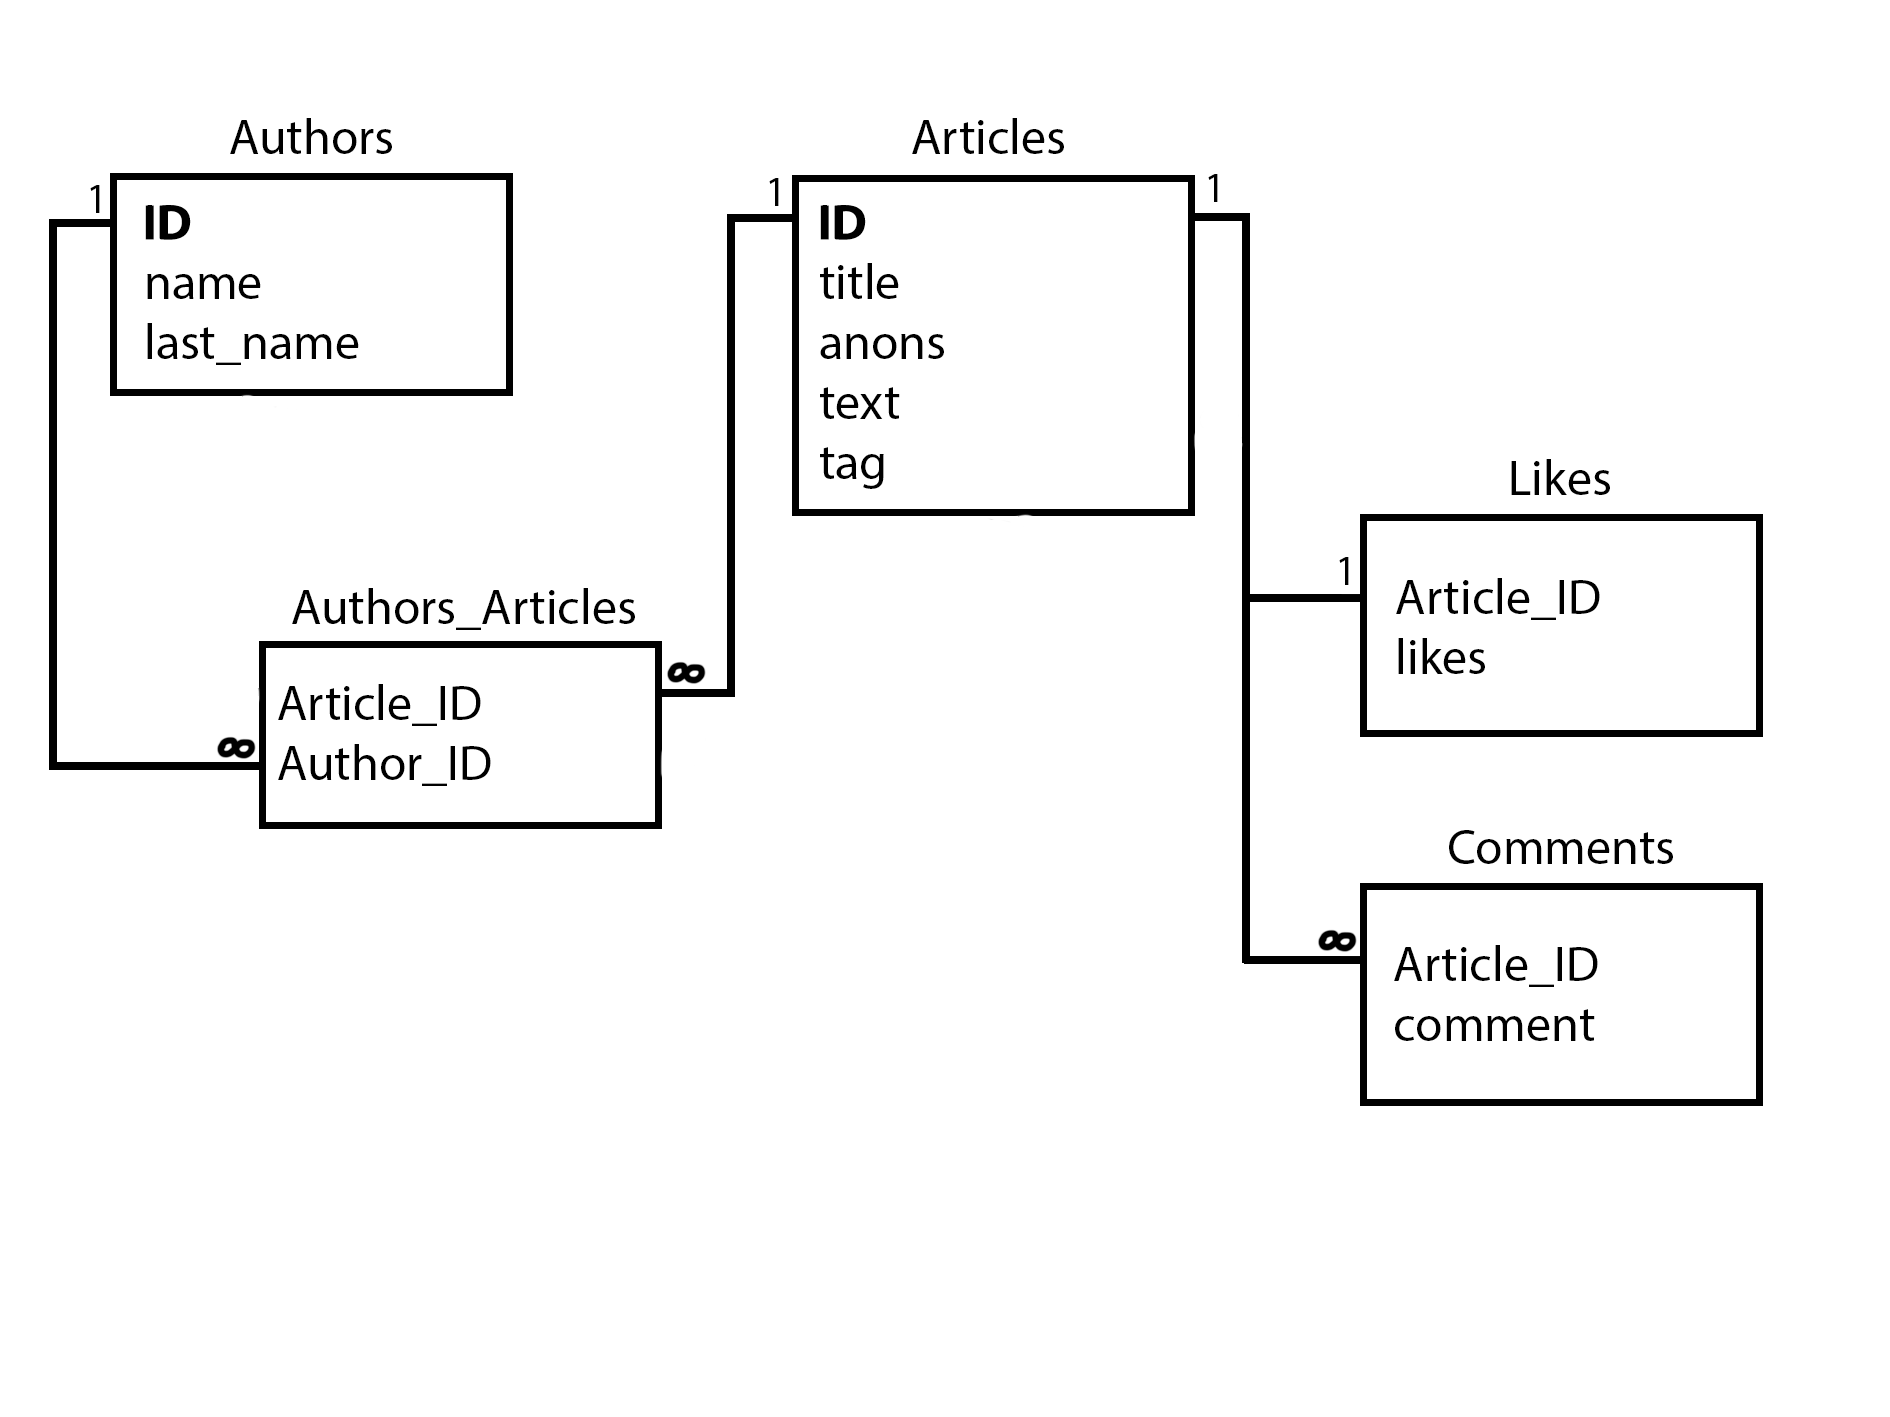 Authors
1
ID
name
last_name
Articles
1
1
ID
title
anons
text
tag
Authors_Articles
∞
∞
Article_ID
Author_ID
Likes
1
Article_ID
likes
Comments
∞
Article_ID
comment